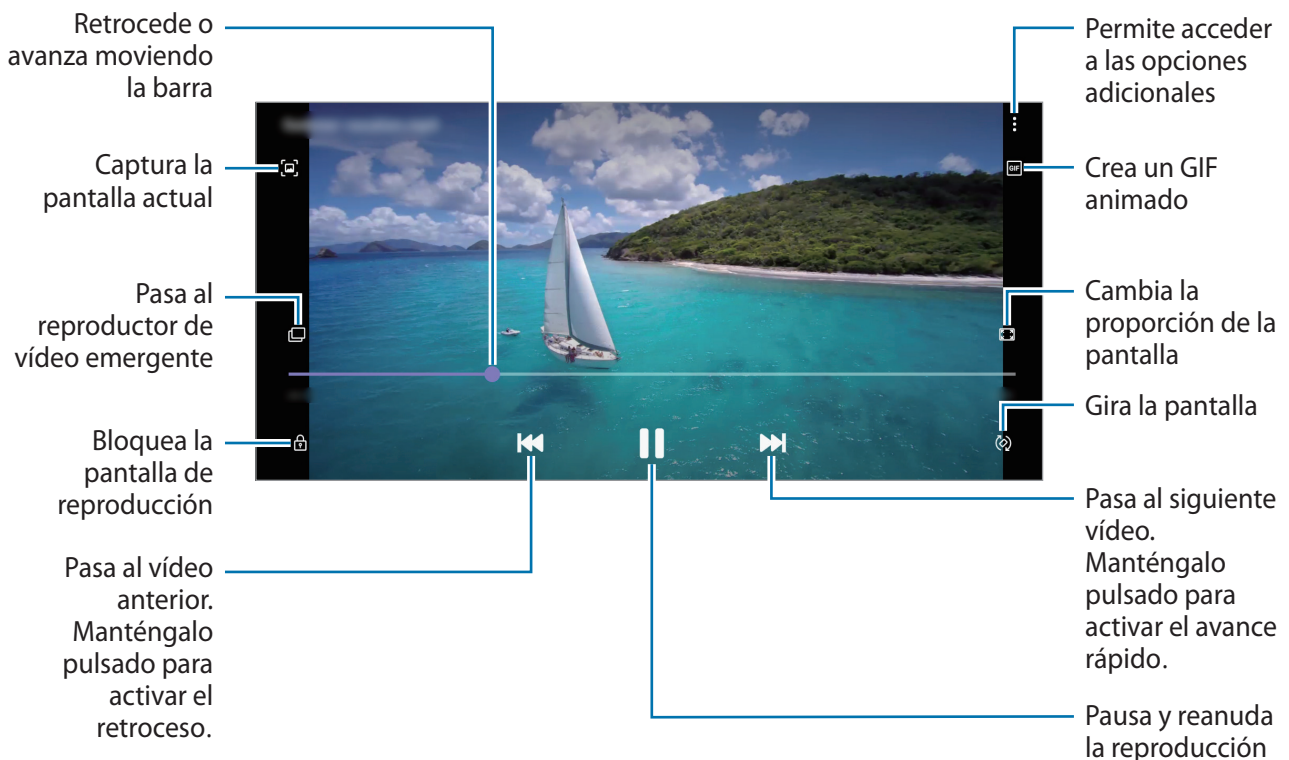 Retrocede o
avanza moviendo
la barra
Captura la
pantalla actual
Pasa al
reproductor de
vídeo emergente
Bloquea la
pantalla de
reproducción
Pasa al vídeo
anterior.
Manténgalo
pulsado para
activar el
retroceso.
Permite acceder
a las opciones
adicionales
GIF
Crea un GIF
animado
Cambia la
proporción de la
pantalla
Gira la pantalla
Pasa al siguiente
vídeo.
Manténgalo
pulsado para
activar el avance
rápido.
Pausa y reanuda
la reproducción